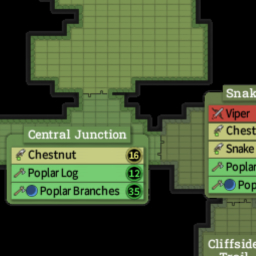 Snak
Central Junction
Viper
Chestnut 16
Chest
Poplar Log 12
Snake
Poplar Branches 35
Poplar
Pop
Cliffside
Trail